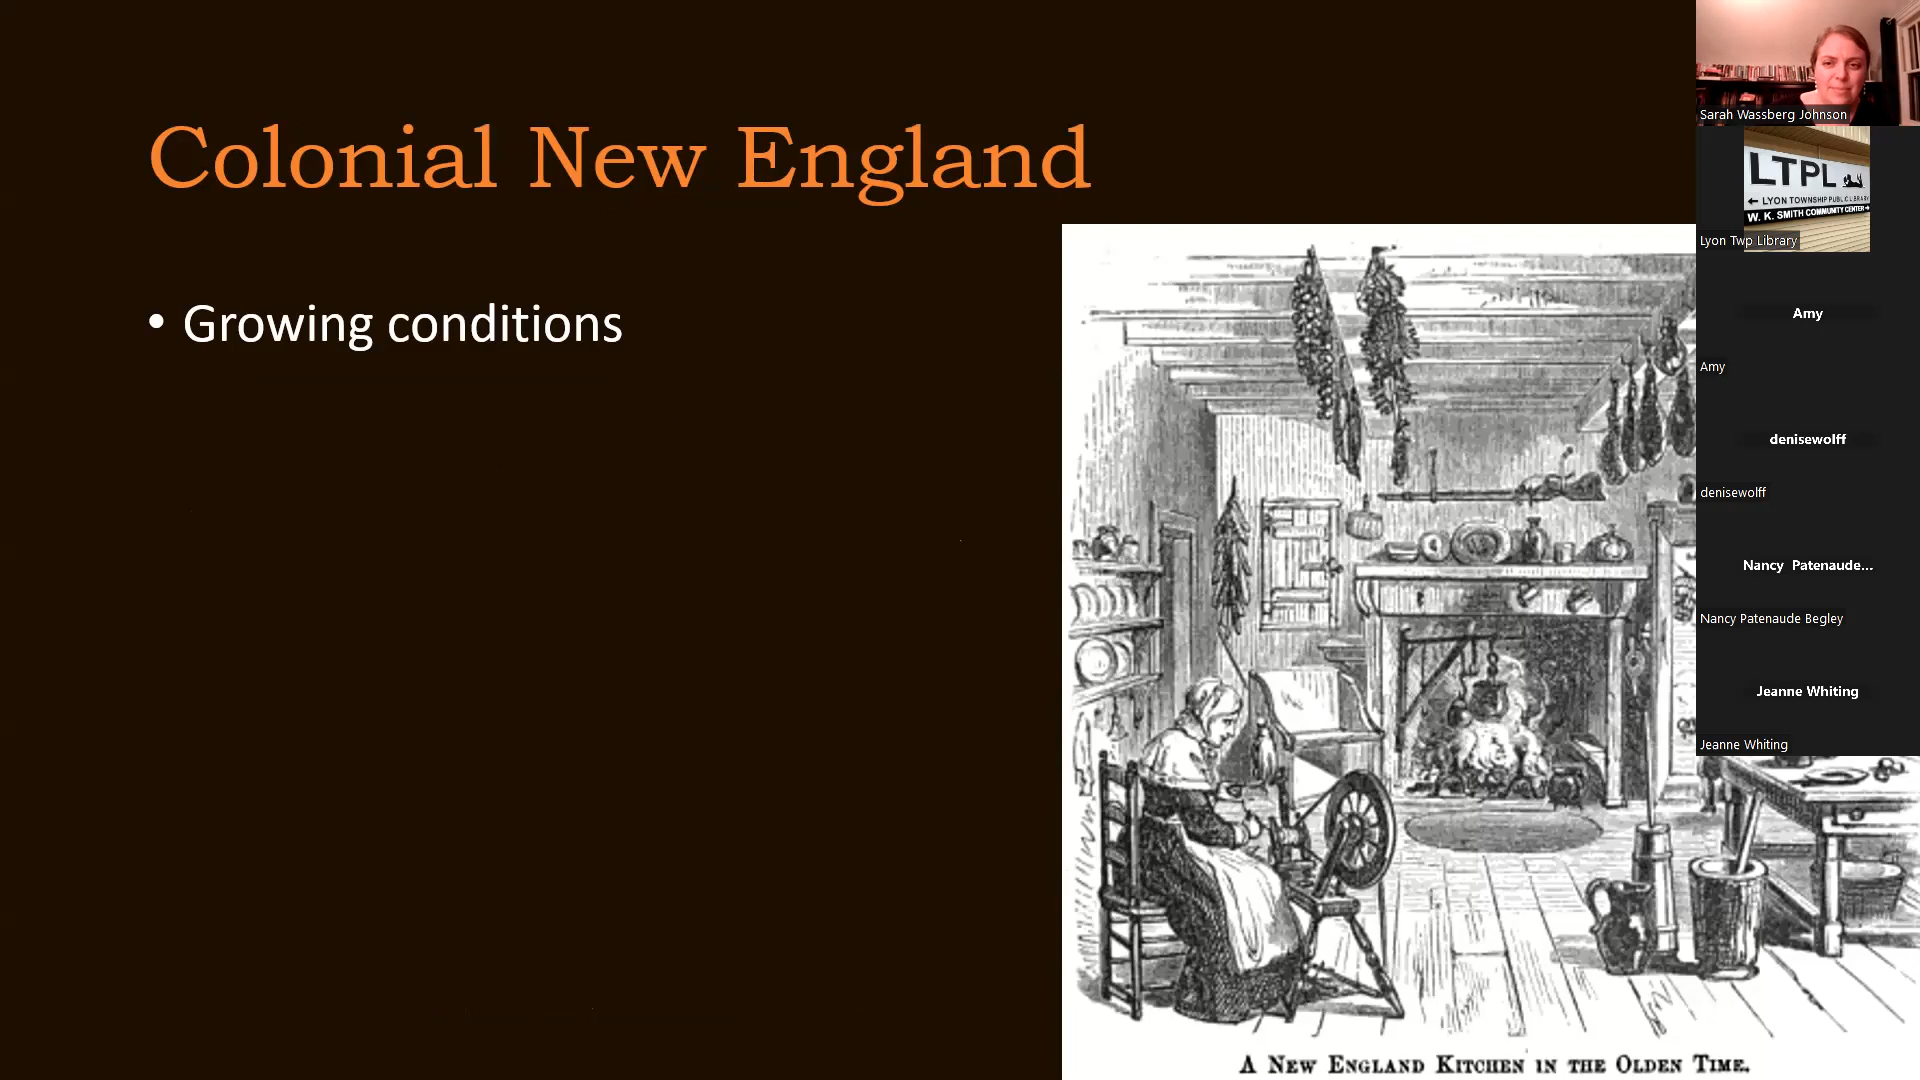 Colonial New England
• Growing conditions
A New England Kitchen in the Olden Time.
Sarah Wassberg Johnson
LTPL
← LYON TOWNSHIP PUBLIC LIBRARY
W. K. SMITH COMMUNITY CENTER →
Lyon Twp Library
Amy
Amy
denisewolff
denisewolff
Nancy Patenaude...
Nancy Patenaude Begley
Jeanne Whiting
Jeanne Whiting